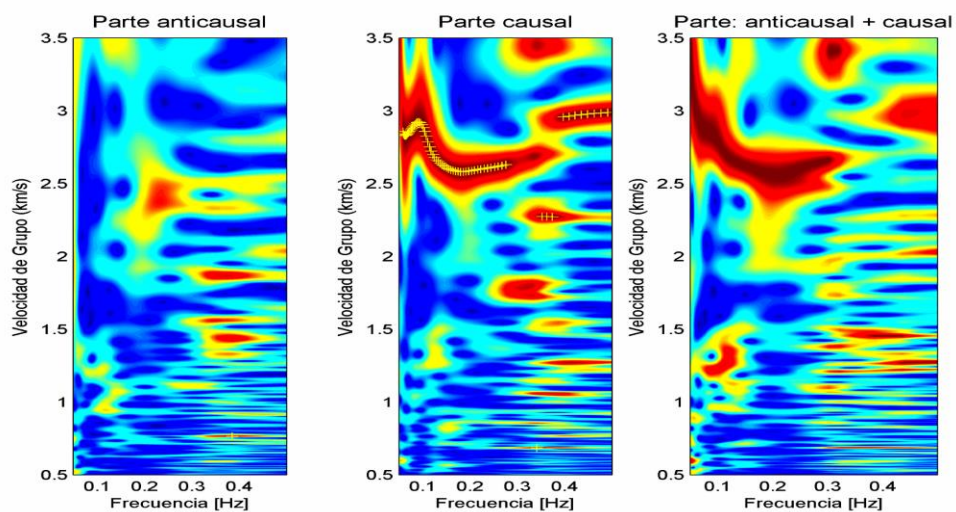 Parte anticausal
Velocidad de Grupo (km/s)
3.5
3
2.5
2
1.5
1
0.5
0.1 0.2 0.3 0.4
Frecuencia [Hz]
Parte causal
Velocidad de Grupo (km/s)
3.5
3
2.5
2
1.5
1
0.5
0.1 0.2 0.3 0.4
Frecuencia [Hz]
Parte: anticausal + causal
Velocidad de Grupo (km/s)
3.5
3
2.5
2
1.5
1
0.5
0.1 0.2 0.3 0.4
Frecuencia [Hz]